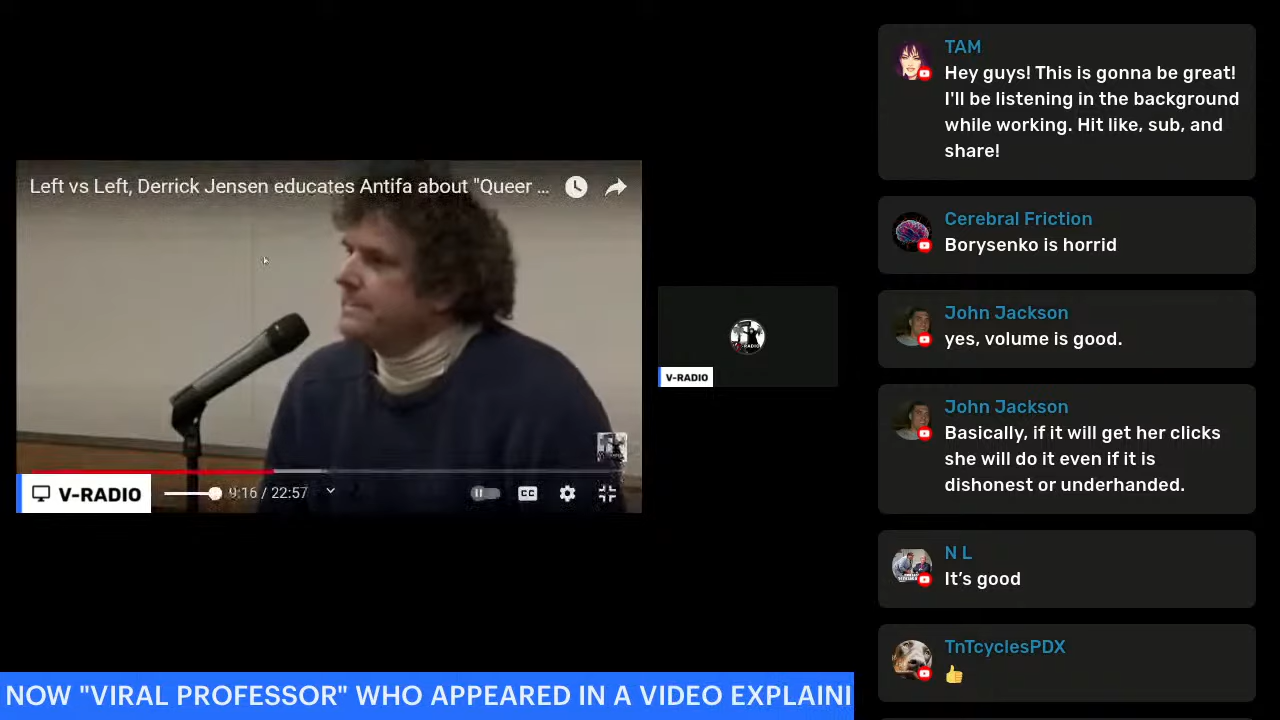 Left vs Left, Derrick Jensen educates Antifa about "Queer ...
V-RADIO
9:16 / 22:57
CC
V-RADIO
TAM
Hey guys! This is gonna be great!
I'll be listening in the background
while working. Hit like, sub, and
share!
Cerebral Friction
Borysenko is horrid
John Jackson
yes, volume is good.
John Jackson
Basically, if it will get her clicks
she will do it even if it is
dishonest or underhanded.
N L
It’s good
TnTcyclesPDX
👍
NOW "VIRAL PROFESSOR" WHO APPEARED IN A VIDEO EXPLAINI